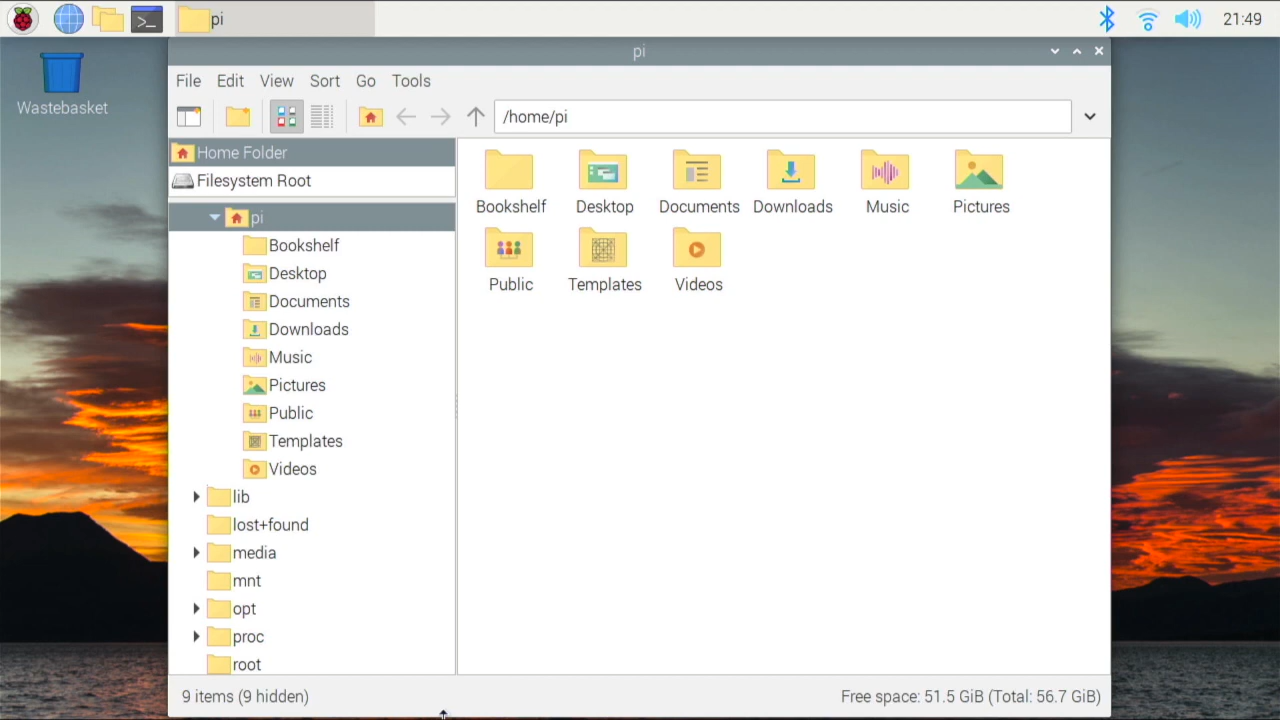 pi
21:49
Wastebasket
pi
File Edit View Sort Go Tools
/home/pi
Home Folder
Filesystem Root
pi
Bookshelf
Desktop
Documents
Downloads
Music
Pictures
Public
Templates
Videos
lib
lost+found
media
mnt
opt
proc
root
Bookshelf Desktop Documents Downloads Music Pictures
Public Templates Videos
9 items (9 hidden)
Free space: 51.5 GiB (Total: 56.7 GiB)